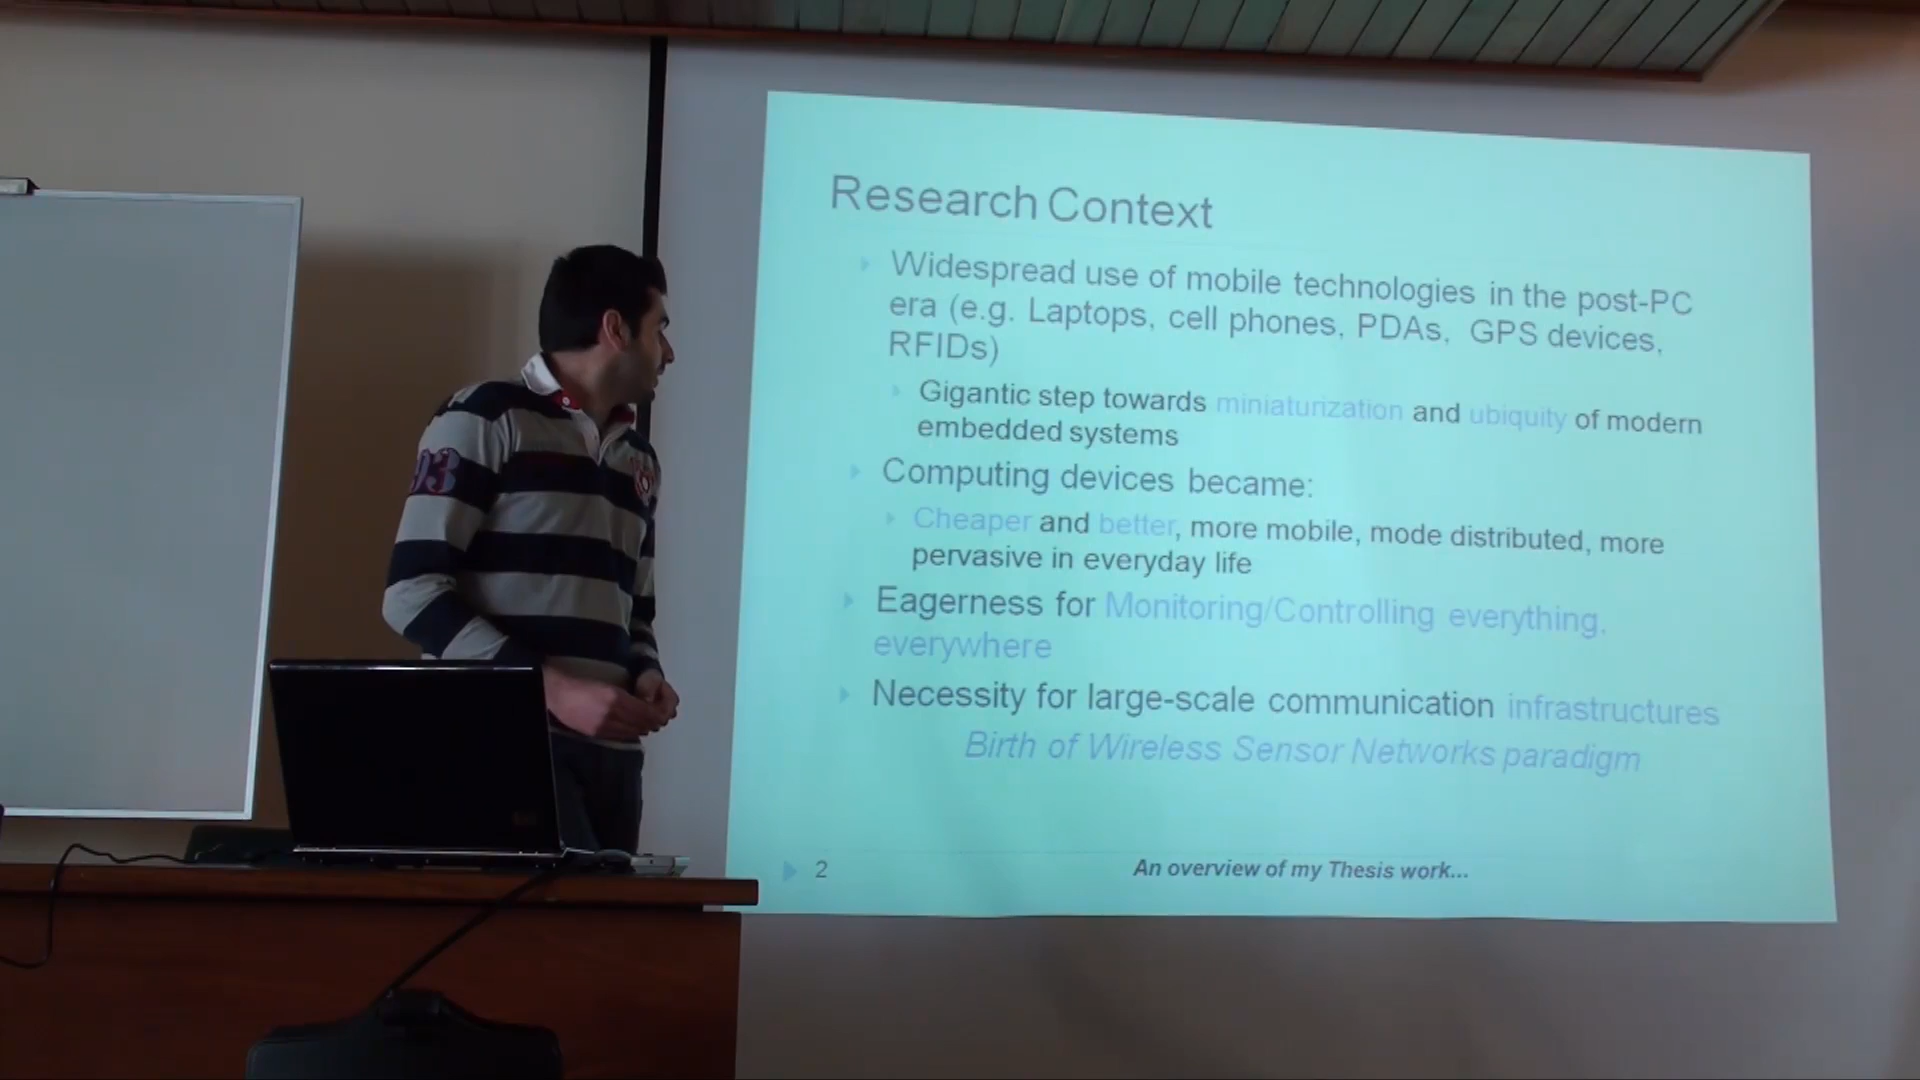 Research Context
Widespread use of mobile technologies in the post-PC
era (e.g. Laptops, cell phones, PDAs, GPS devices,
RFIDs)
Gigantic step towards miniaturization and ubiquity of modern
embedded systems
Computing devices became:
Cheaper and better, more mobile, mode distributed, more
pervasive in everyday life
Eagerness for Monitoring/Controlling everything,
everywhere
Necessity for large-scale communication infrastructures
Birth of Wireless Sensor Networks paradigm
2
An overview of my Thesis work...
93